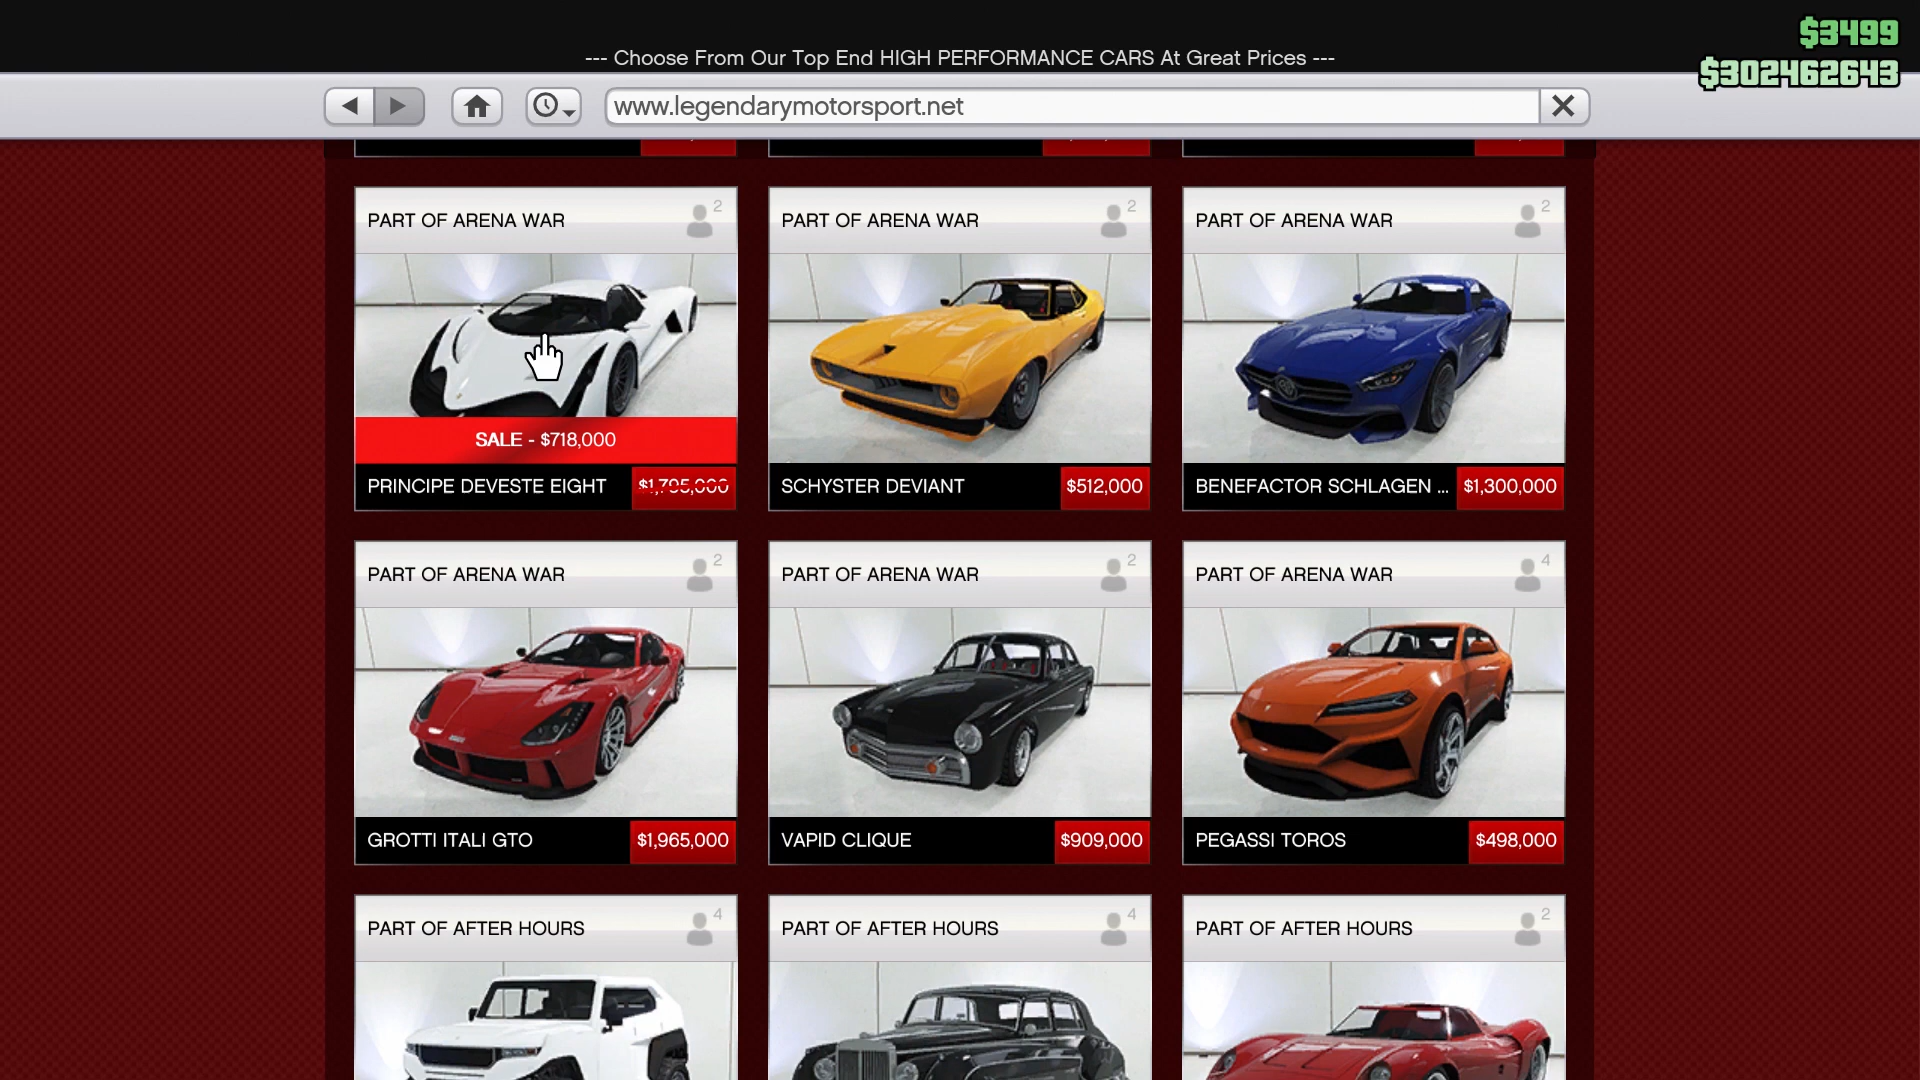 $3499
--- Choose From Our Top End HIGH PERFORMANCE CARS At Great Prices ---
$302462643
www.legendarymotorsport.net
PART OF ARENA WAR 2
PART OF ARENA WAR 2
PART OF ARENA WAR 2
SALE - $718,000
PRINCIPE DEVESTE EIGHT $1,795,000
SCHYSTER DEVIANT $512,000
BENEFACTOR SCHLAGEN ... $1,300,000
PART OF ARENA WAR 2
PART OF ARENA WAR 2
PART OF ARENA WAR 4
GROTTI ITALI GTO $1,965,000
VAPID CLIQUE $909,000
PEGASSI TOROS $498,000
PART OF AFTER HOURS 4
PART OF AFTER HOURS 4
PART OF AFTER HOURS 2